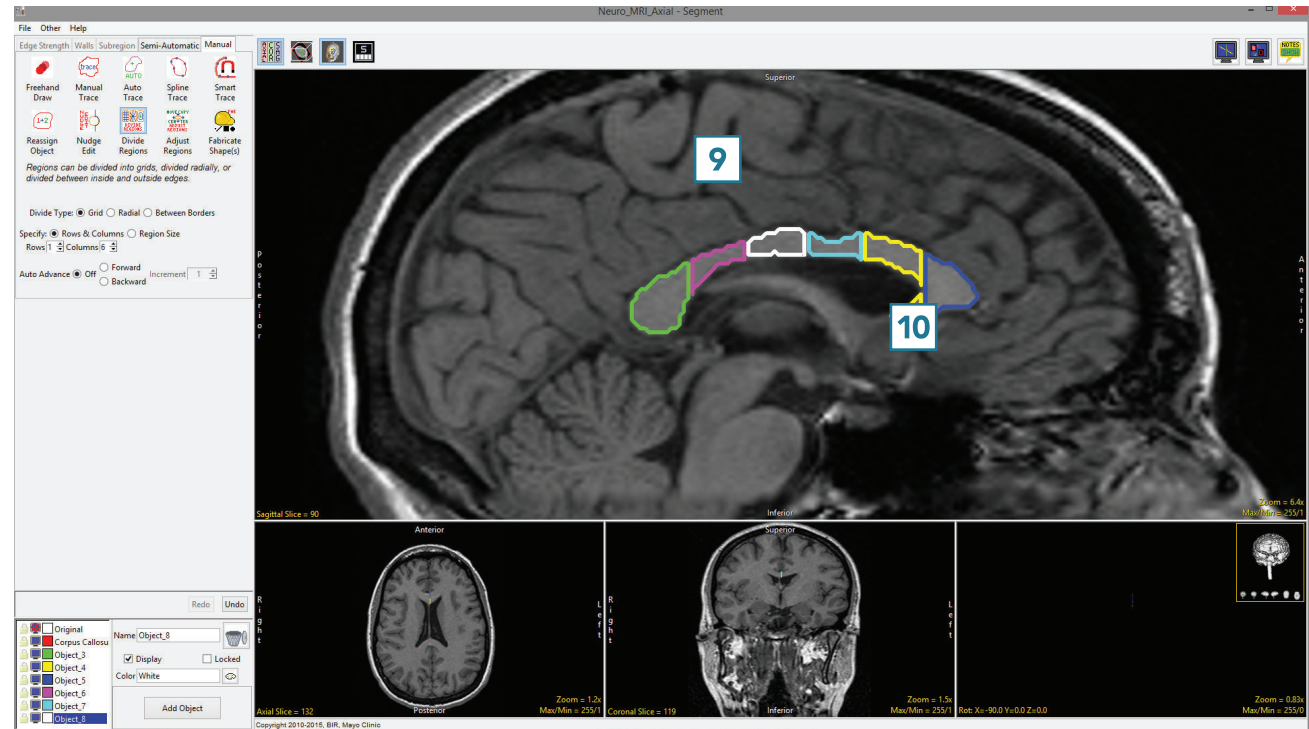 Neuro_MRI_Axial - Segment
File Other Help
Edge Strength Walls Subregion Semi-Automatic Manual
trace AUTO
Freehand Draw
Manual Trace
Auto Trace
Spline Trace
Smart Trace
1+2
Reassign Object
Nudge Edit
Divide Regions
Adjust Regions
Fabricate Shape(s)
Regions can be divided into grids, divided radially, or
divided between inside and outside edges.
Divide Type: Grid Radial Between Borders
Specify: Rows & Columns Region Size
Rows 1 Columns 6
Auto Advance Off Forward Backward Increment 1
Redo Undo
Original
Corpus Callosu
Object_3
Object_4
Object_5
Object_6
Object_7
Object_8
Name Object_8
Display Locked
Color White
Add Object
NOTES
Superior
9
10
Posterior
Anterior
Sagittal Slice = 90
Inferior
Zoom = 6.4x
Max/Min = 255/1
Anterior
Right
Left
Axial Slice = 132
Posterior
Zoom = 1.2x
Max/Min = 255/1
Superior
Right
Left
Coronal Slice = 119
Inferior
Zoom = 1.5x
Max/Min = 255/1
Rot: X=-90.0 Y=0.0 Z=0.0
Zoom = 0.83x
Max/Min = 255/0
Copyright 2010-2015, BIR, Mayo Clinic